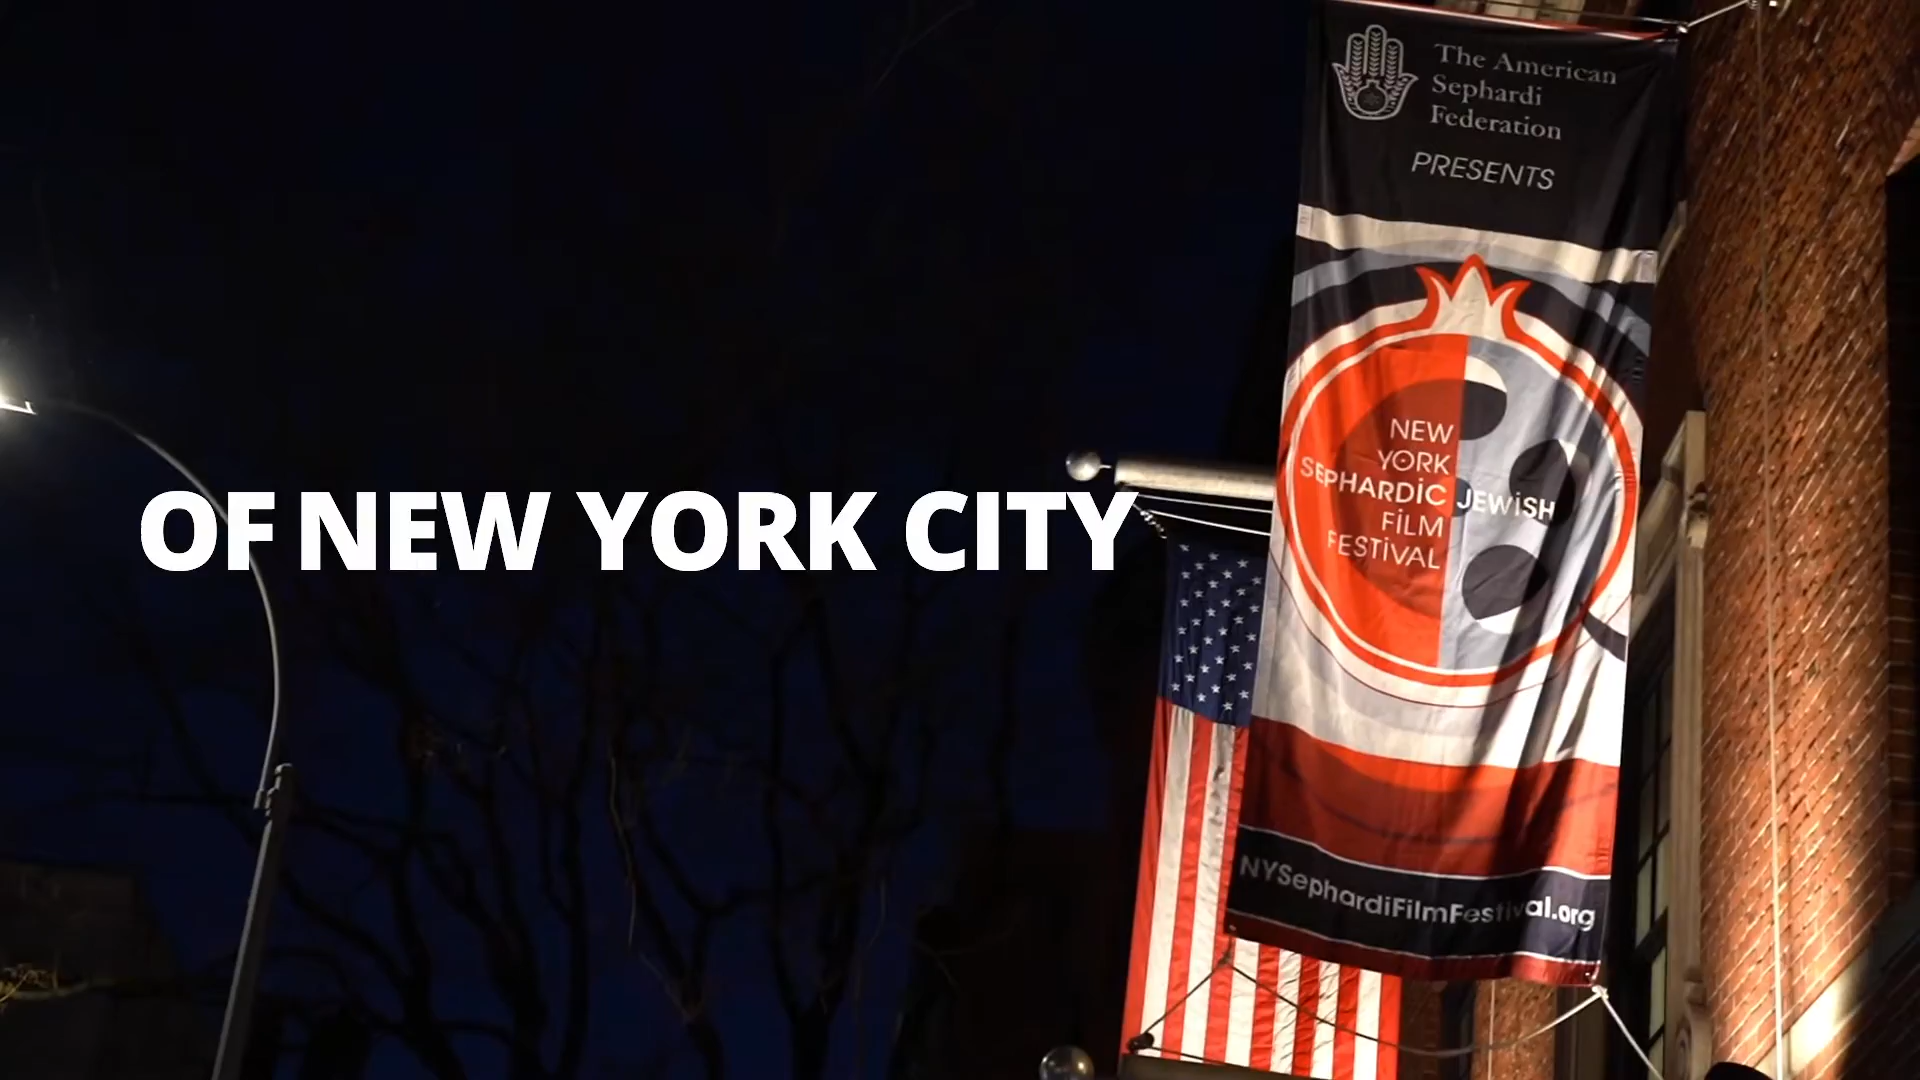 The American
Sephardi
Federation
PRESENTS
NEW
YORK
SEPHARDiC JEWiSH
FiLM
FESTiVAL
OF NEW YORK CITY
NYSephardiFilmFestival.org